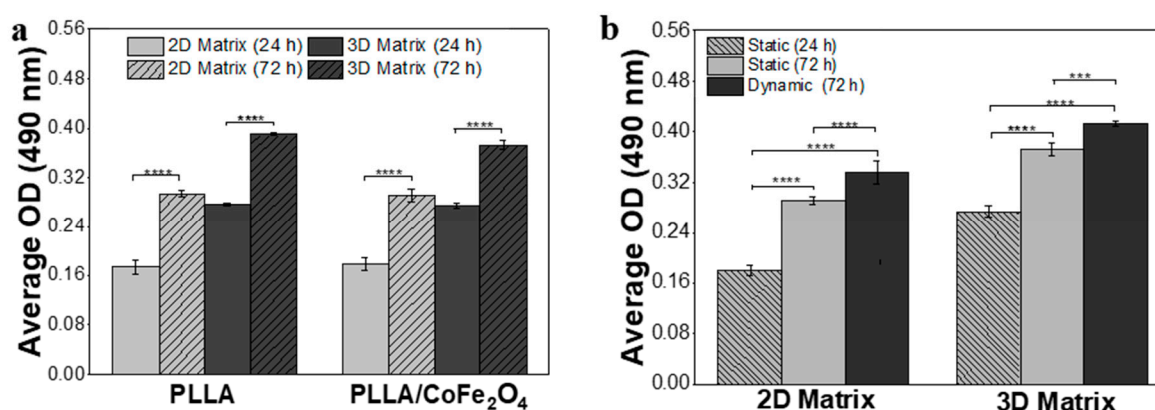 a
Average OD (490 nm)
0.56
0.48
0.40
0.32
0.24
0.16
0.08
0.00
2D Matrix (24 h)
3D Matrix (24 h)
2D Matrix (72 h)
3D Matrix (72 h)
****
****
****
****
PLLA
PLLA/CoFe₂O₄
b
Average OD (490 nm)
0.56
0.48
0.40
0.32
0.24
0.16
0.08
0.00
Static (24 h)
Static (72 h)
Dynamic (72 h)
****
****
****
***
****
****
2D Matrix
3D Matrix